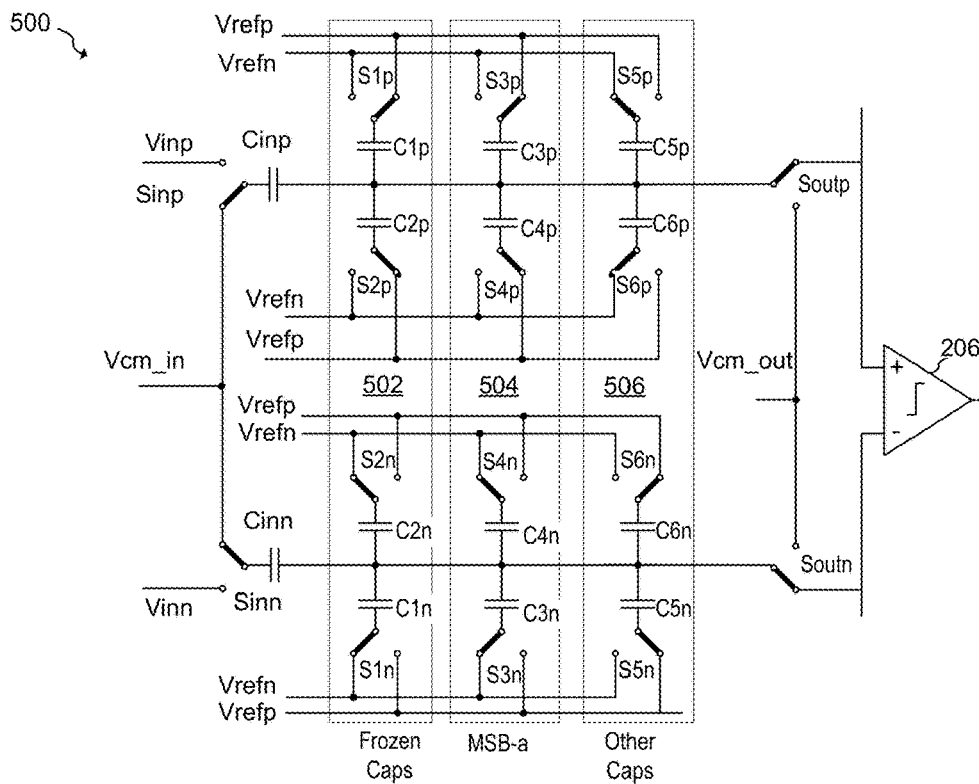 500
Vrefp
Vrefn
S1p
S3p
S5p
Vinp
Cinp
C1p
C3p
C5p
Sinp
Soutp
C2p
C4p
C6p
S2p
S4p
S6p
Vrefn
Vrefp
Vcm_in
502
504
506
Vcm_out
206
+
-
Vrefp
Vrefn
S2n
S4n
S6n
Cinn
C2n
C4n
C6n
Soutn
Vinn
Sinn
C1n
C3n
C5n
S1n
S3n
S5n
Vrefn
Vrefp
Frozen
Caps
MSB-a
Other
Caps